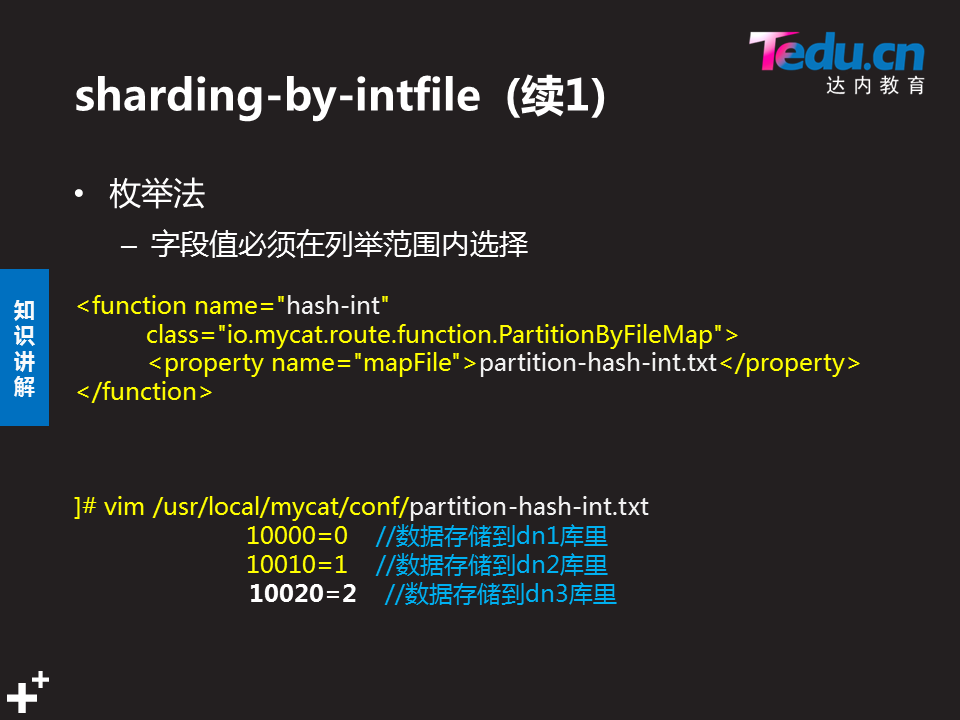 Tedu.cn
达内教育
sharding-by-intfile (续1)
• 枚举法
– 字段值必须在列举范围内选择
知识讲解
<function name="hash-int"
class="io.mycat.route.function.PartitionByFileMap">
<property name="mapFile">partition-hash-int.txt</property>
</function>
]# vim /usr/local/mycat/conf/partition-hash-int.txt
10000=0 //数据存储到dn1库里
10010=1 //数据存储到dn2库里
10020=2 //数据存储到dn3库里